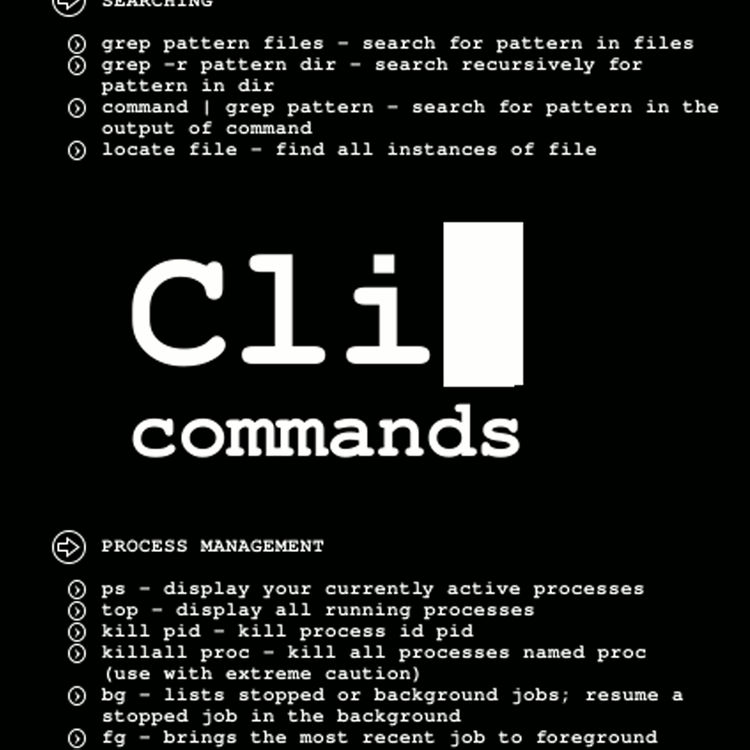 SEARCHING
grep pattern files - search for pattern in files
grep -r pattern dir - search recursively for
pattern in dir
command | grep pattern - search for pattern in the
output of command
locate file - find all instances of file
Cli
commands
PROCESS MANAGEMENT
ps - display your currently active processes
top - display all running processes
kill pid - kill process id pid
killall proc - kill all processes named proc
(use with extreme caution)
bg - lists stopped or background jobs; resume a
stopped job in the background
fg - brings the most recent job to foreground